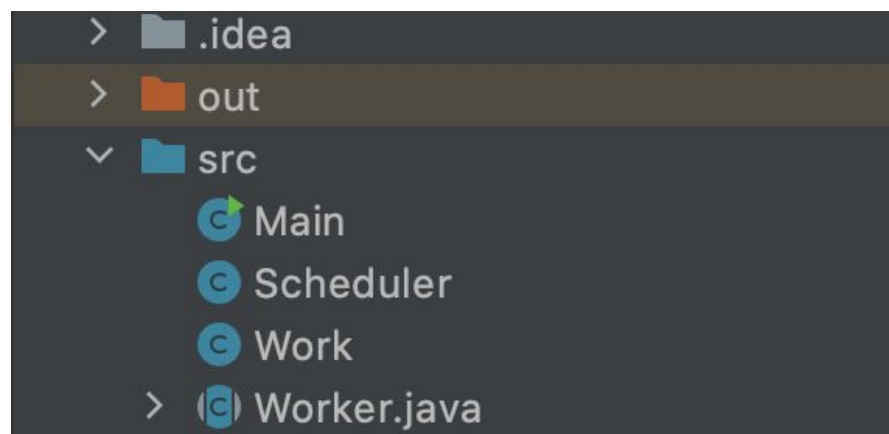 .idea
out
src
C Main
C Scheduler
C Work
C Worker.java